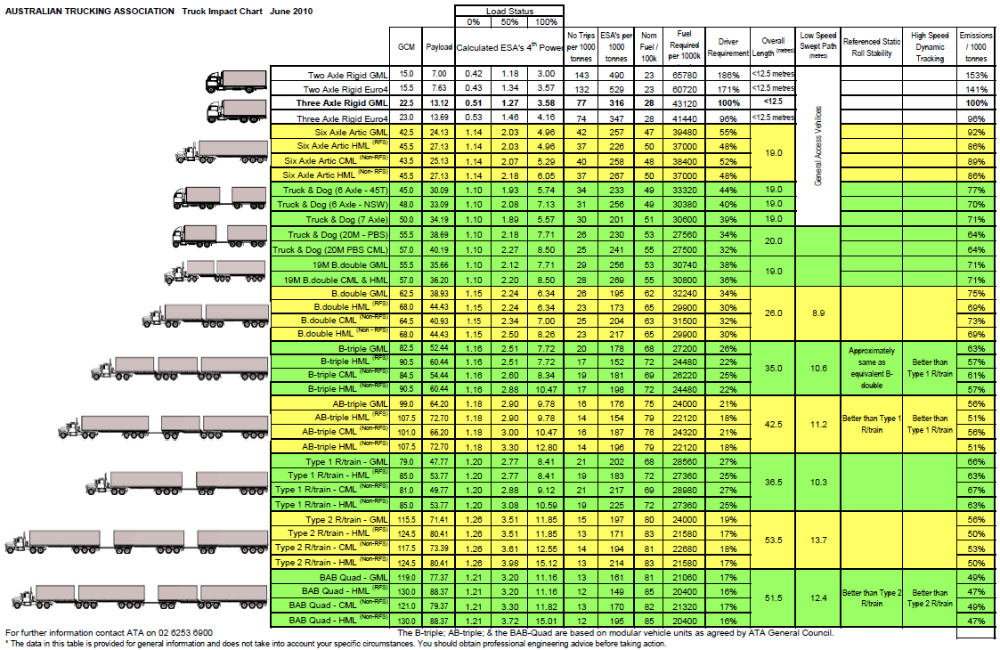 AUSTRALIAN TRUCKING ASSOCIATION Truck Impact Chart June 2010
Load Status
0% 50% 100%
GCM Payload Calculated ESA's 4th Power No Trips per 1000 tonnes ESA's per 1000 tonnes Nom Fuel / 100k Fuel Required per 1000k Driver Requirement Overall Length (metres) Low Speed Swept Path (metres) Referenced Static Roll Stability High Speed Dynamic Tracking Emissions / 1000 tonnes
Two Axle Rigid GML 15.0 7.00 0.42 1.18 3.00 143 490 23 65780 186% <12.5 metres 153%
Two Axle Rigid Euro4 15.5 7.63 0.43 1.34 3.57 132 529 23 60720 171% <12.5 metres 141%
Three Axle Rigid GML 22.5 13.12 0.51 1.27 3.58 77 316 28 43120 100% <12.5 100%
Three Axle Rigid Euro4 23.0 13.69 0.53 1.46 4.16 74 347 28 41440 96% <12.5 metres 96%
General Access Vehilces
Six Axle Artic GML 42.5 24.13 1.14 2.03 4.96 42 257 47 39480 55% 92%
Six Axle Artic HML (RFS) 45.5 27.13 1.14 2.03 4.96 37 226 50 37000 48% 86%
19.0
Six Axle Artic CML (Non-RFS) 43.5 25.13 1.14 2.07 5.29 40 258 48 38400 52% 89%
Six Axle Artic HML (Non- RFS) 45.5 27.13 1.14 2.18 6.05 37 267 50 37000 48% 86%
Truck & Dog (6 Axle - 45T) 45.0 30.09 1.10 1.93 5.74 34 233 49 33320 44% 19.0 77%
Truck & Dog (6 Axle - NSW) 48.0 33.09 1.10 2.08 7.13 31 256 49 30380 40% 19.0 70%
Truck & Dog (7 Axle) 50.0 34.19 1.10 1.89 5.57 30 201 51 30600 39% 19.0 71%
Truck & Dog (20M - PBS) 55.5 38.69 1.10 2.18 7.71 26 230 53 27560 34% 64%
20.0
Truck & Dog (20M PBS CML) 57.0 40.19 1.10 2.27 8.50 25 241 55 27500 32% 64%
19M B.double GML 55.5 35.66 1.10 2.12 7.71 29 256 53 30740 38% 71%
19.0
19M B.double CML & HML 57.0 36.20 1.10 2.20 8.50 28 269 55 30800 36% 71%
B.double GML 62.5 38.93 1.15 2.24 6.34 26 195 62 32240 34% 75%
B.double HML (RFS) 68.0 44.43 1.15 2.24 6.34 23 173 65 29900 30% 69%
26.0 8.9
B.double CML (Non-RFS) 64.5 40.93 1.15 2.34 7.00 25 204 63 31500 32% 73%
B.double HML (Non - RFS) 68.0 44.43 1.15 2.50 8.26 23 217 65 29900 30% 69%
B-triple GML 82.5 52.44 1.16 2.51 7.72 20 178 68 27200 26% 63%
B-triple HML (RFS) 90.5 60.44 1.16 2.51 7.72 17 152 72 24480 22% 57%
35.0 10.6 Approximately same as equivalent B-double Better than Type 1 R/train
B-triple CML (Non-RFS) 84.5 54.44 1.16 2.60 8.34 19 181 69 26220 25% 61%
B-triple HML (Non-RFS) 90.5 60.44 1.16 2.88 10.47 17 198 72 24480 22% 57%
AB-triple GML 99.0 64.20 1.18 2.90 9.78 16 176 75 24000 21% 56%
AB-triple HML (RFS) 107.5 72.70 1.18 2.90 9.78 14 154 79 22120 18% 51%
42.5 11.2 Better than Type 1 R/train Better than Type 1 R/train
AB-triple CML (Non-RFS) 101.0 66.20 1.18 3.00 10.47 16 187 76 24320 21% 56%
AB-triple HML (Non-RFS) 107.5 72.70 1.18 3.30 12.80 14 196 79 22120 18% 51%
Type 1 R/train - GML 79.0 47.77 1.20 2.77 8.41 21 202 68 28560 27% 66%
Type 1 R/train - HML (RFS) 85.0 53.77 1.20 2.77 8.41 19 183 72 27360 25% 63%
36.5 10.3
Type 1 R/train - CML (Non-RFS) 81.0 49.77 1.20 2.88 9.12 21 217 69 28980 27% 67%
Type 1 R/train - HML (Non-RFS) 85.0 53.77 1.20 3.08 10.59 19 225 72 27360 25% 63%
Type 2 R/train - GML 115.5 71.41 1.26 3.51 11.85 15 197 80 24000 19% 56%
Type 2 R/train - HML (RFS) 124.5 80.41 1.26 3.51 11.85 13 171 83 21580 17% 50%
53.5 13.7
Type 2 R/train - CML (Non-RFS) 117.5 73.39 1.26 3.61 12.55 14 194 81 22680 18% 53%
Type 2 R/train - HML (Non-RFS) 124.5 80.41 1.26 3.98 15.12 13 214 83 21580 17% 50%
BAB Quad - GML 119.0 77.37 1.21 3.20 11.16 13 161 81 21060 17% 49%
BAB Quad - HML (RFS) 130.0 88.37 1.21 3.20 11.16 12 149 85 20400 16% 47%
51.5 12.4 Better than Type 2 R/train Better than Type 2 R/train
BAB Quad - CML (Non-RFS) 121.0 79.37 1.21 3.30 11.82 13 170 82 21320 17% 49%
BAB Quad - HML (Non-RFS) 130.0 88.37 1.21 3.72 15.01 12 195 85 20400 16% 47%
For further information contact ATA on 02 6253 6900 The B-triple; AB-triple; & the BAB-Quad are based on modular vehicle units as agreed by ATA General Council.
* The data in this table is provided for general information and does not take into account your specific circumstances. You should obtain professional engineering advice before taking action.